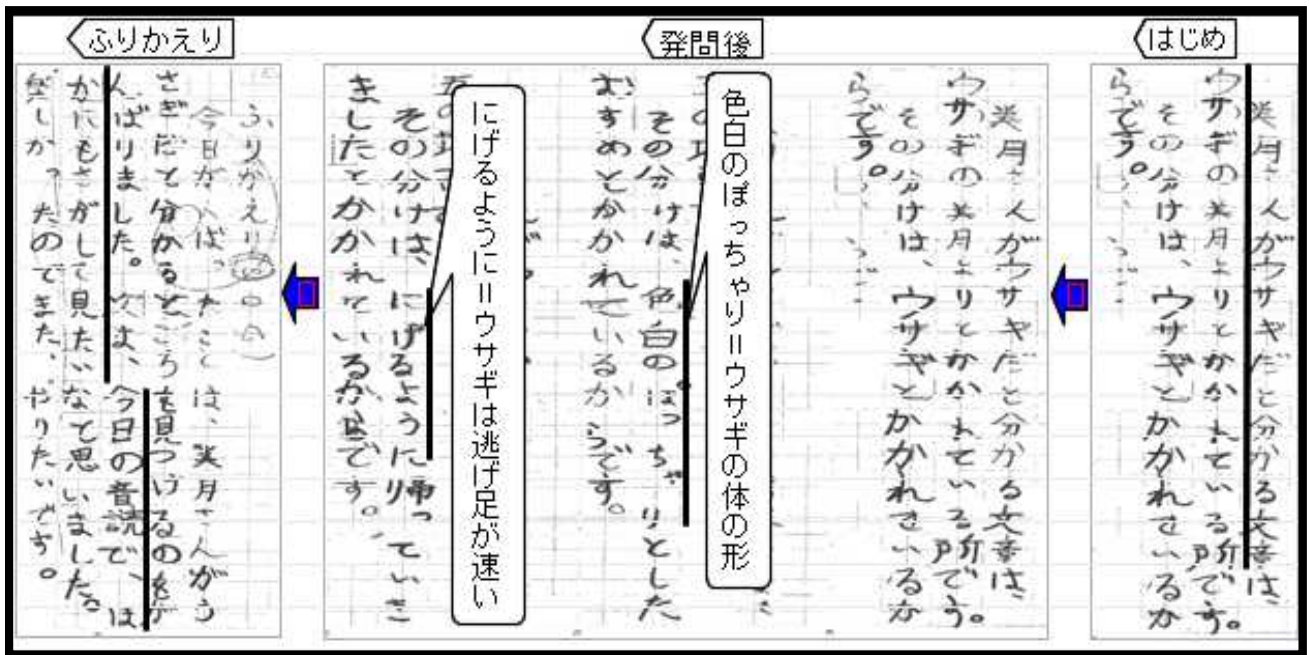 はじめ
美月さんがウサギだと分かる文章は、
ウサギの美月よりとかかれている所です。
その分けは、ウサギとかかれているか
らです。
発問後
美月さんがウサギだと分かる文章は、
ウサギの美月よりとかかれている所です。
その分けは、ウサギとかかれているか
らです。
色白のぽっちゃり=ウサギの体の形
その分けは、色白のぽっちゃりとした
むすめとかかれているからです。
にげるように=ウサギは逃げ足が速い
その分けは、にげるように帰っていき
ましたとかかれているからです。
ふりかえり
ふりがえり
今日がんばったことは、美月さんがう
さぎだと分かるところを見つけるのをが
んばりました。次は、今日の音読で、ほ
かにもさがして見たいなて思いました。
楽しかったのでまた、やりたいです。